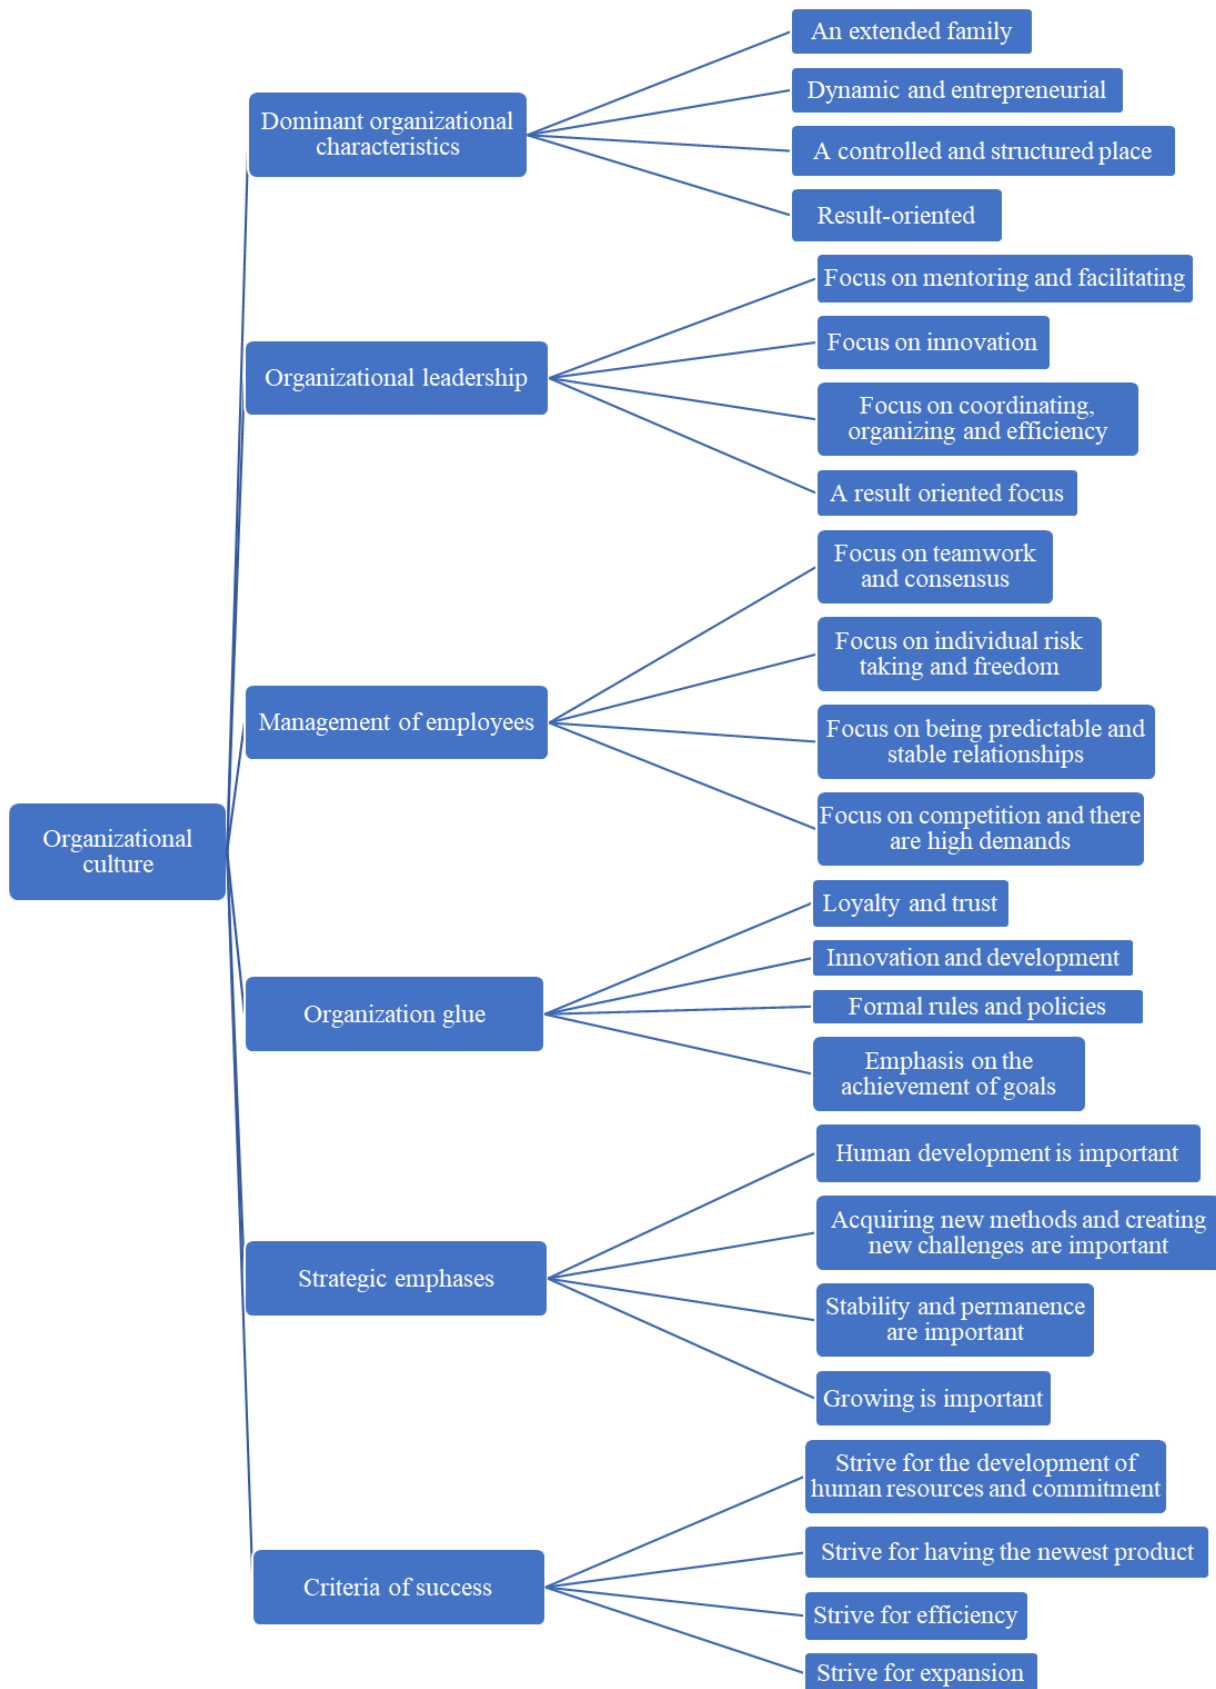 Organizational
culture
Dominant organizational
characteristics
An extended family
Dynamic and entrepreneurial
A controlled and structured place
Result-oriented
Organizational leadership
Focus on mentoring and facilitating
Focus on innovation
Focus on coordinating,
organizing and efficiency
A result oriented focus
Management of employees
Focus on teamwork
and consensus
Focus on individual risk
taking and freedom
Focus on being predictable and
stable relationships
Focus on competition and there
are high demands
Organization glue
Loyalty and trust
Innovation and development
Formal rules and policies
Emphasis on the
achievement of goals
Strategic emphases
Human development is important
Acquiring new methods and creating
new challenges are important
Stability and permanence
are important
Growing is important
Criteria of success
Strive for the development of
human resources and commitment
Strive for having the newest product
Strive for efficiency
Strive for expansion